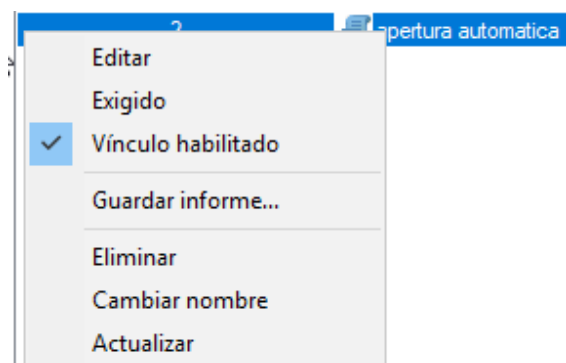 2 apertura automatica
Editar
Exigido
Vínculo habilitado
Guardar informe...
Eliminar
Cambiar nombre
Actualizar